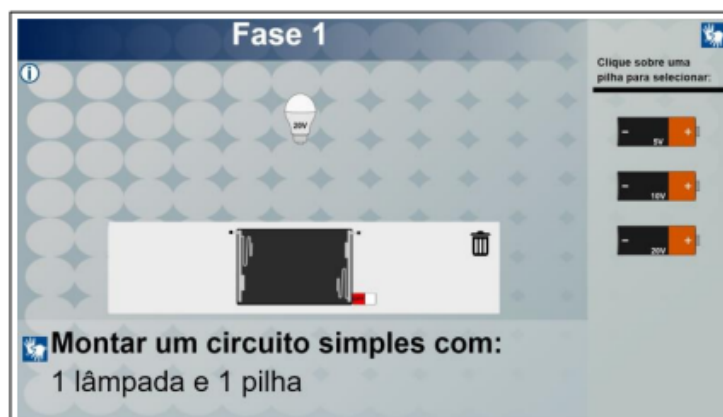 Fase 1
Clique sobre uma
pilha para selecionar:
20V
- + 5V
- + 10V
- + 20V
Montar um circuito simples com:
1 lâmpada e 1 pilha